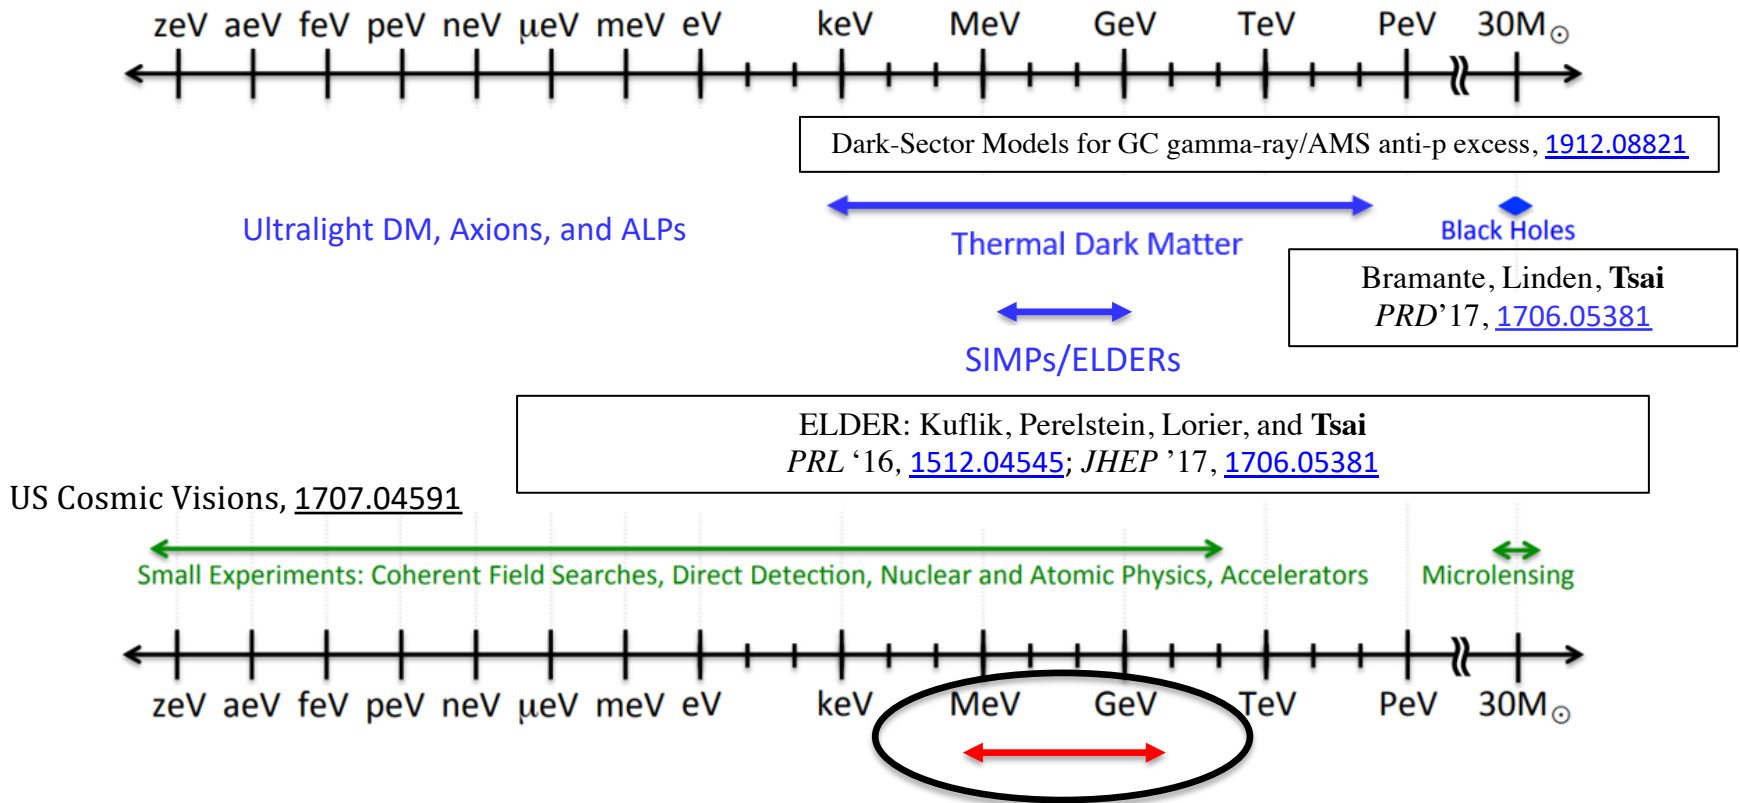 zeV aeV feV peV neV μeV meV eV keV MeV GeV TeV PeV 30M☉
Dark-Sector Models for GC gamma-ray/AMS anti-p excess, 1912.08821
Ultralight DM, Axions, and ALPs
Thermal Dark Matter
Black Holes
Bramante, Linden, Tsai
PRD’17, 1706.05381
SIMPs/ELDERs
ELDER: Kuflik, Perelstein, Lorier, and Tsai
PRL ‘16, 1512.04545; JHEP ’17, 1706.05381
US Cosmic Visions, 1707.04591
Small Experiments: Coherent Field Searches, Direct Detection, Nuclear and Atomic Physics, Accelerators
Microlensing
zeV aeV feV peV neV μeV meV eV keV MeV GeV TeV PeV 30M☉